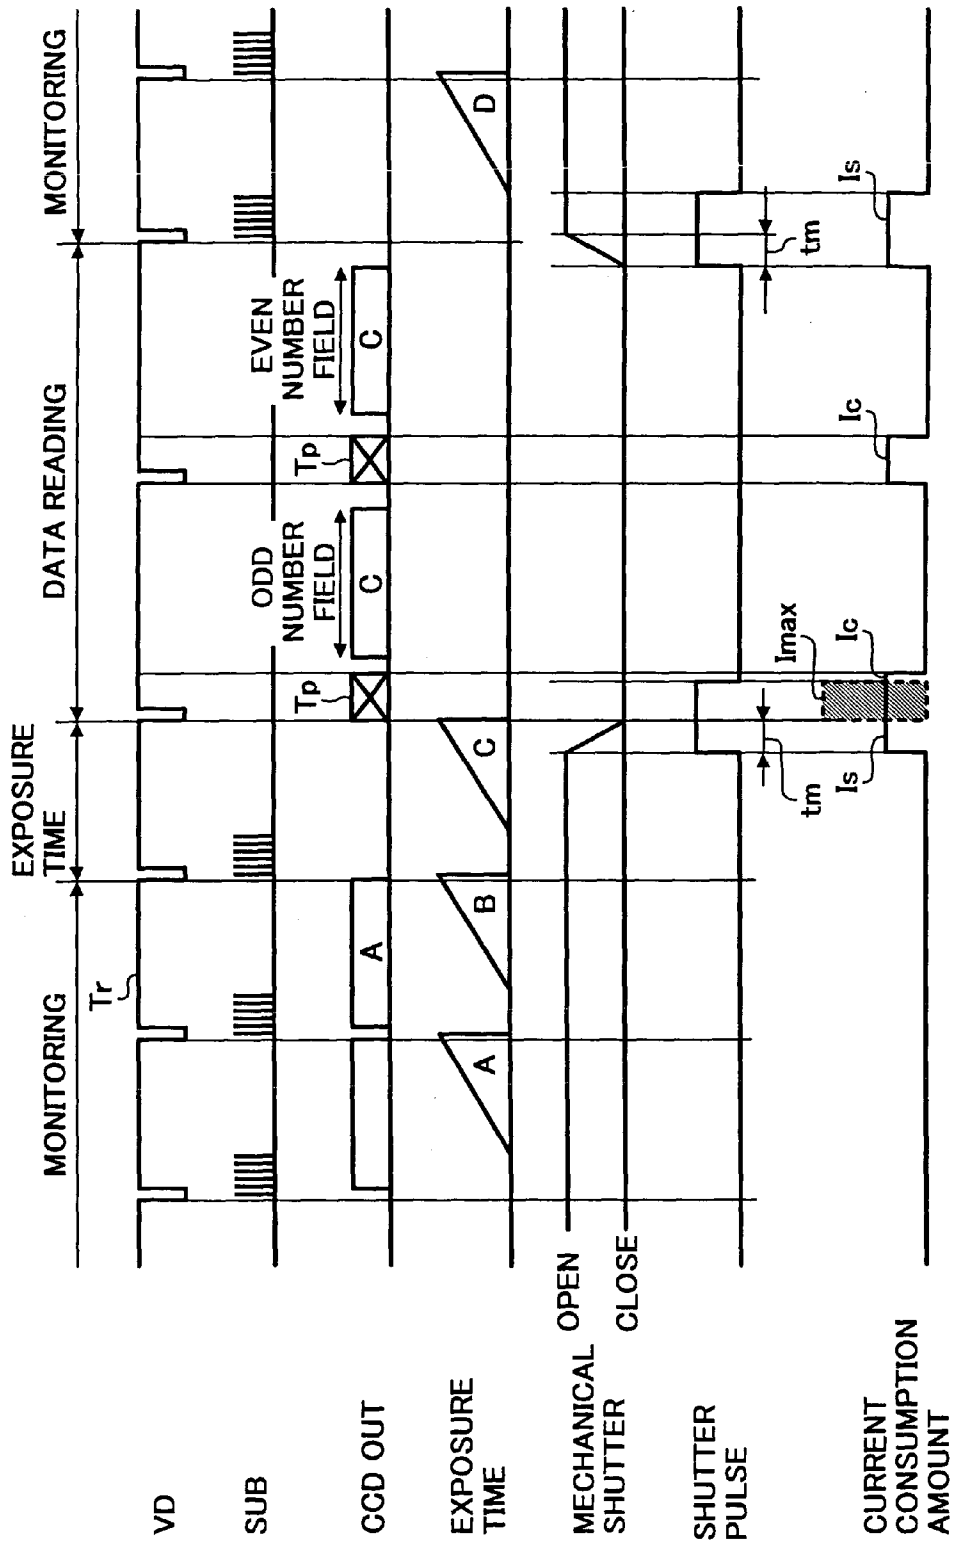 MONITORING
EXPOSURE
TIME
DATA READING
MONITORING
VD
Tr
SUB
CCD OUT
A
Tp
ODD
NUMBER
FIELD
C
Tp
EVEN
NUMBER
FIELD
C
EXPOSURE
TIME
A
B
C
D
MECHANICAL
SHUTTER
OPEN
CLOSE
SHUTTER
PULSE
tm
tm
CURRENT
CONSUMPTION
AMOUNT
Is
Imax
Ic
Ic
Is